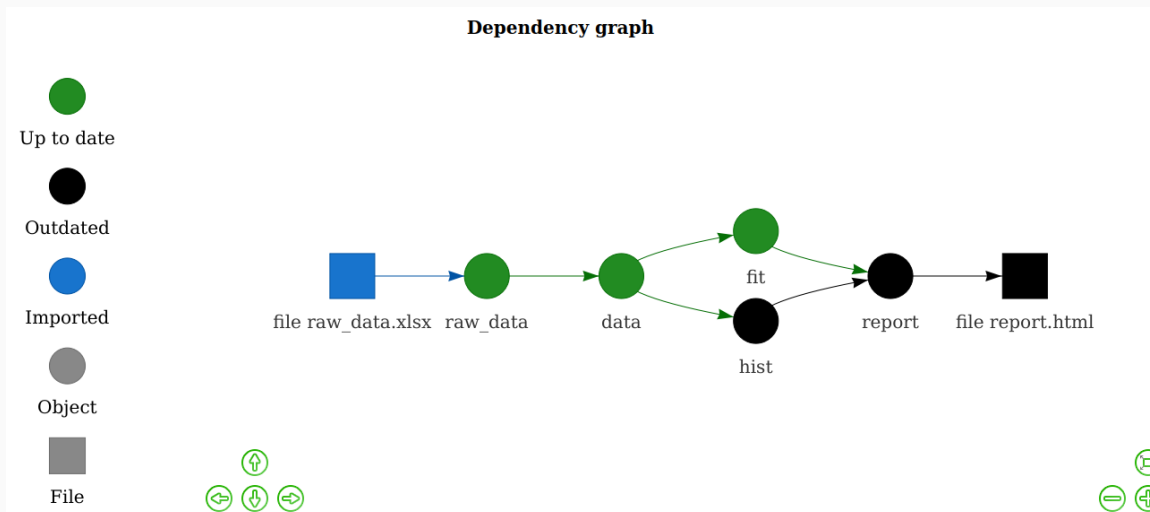 Dependency graph
Up to date
Outdated
Imported
Object
File
file raw_data.xlsx
raw_data
data
fit
hist
report
file report.html